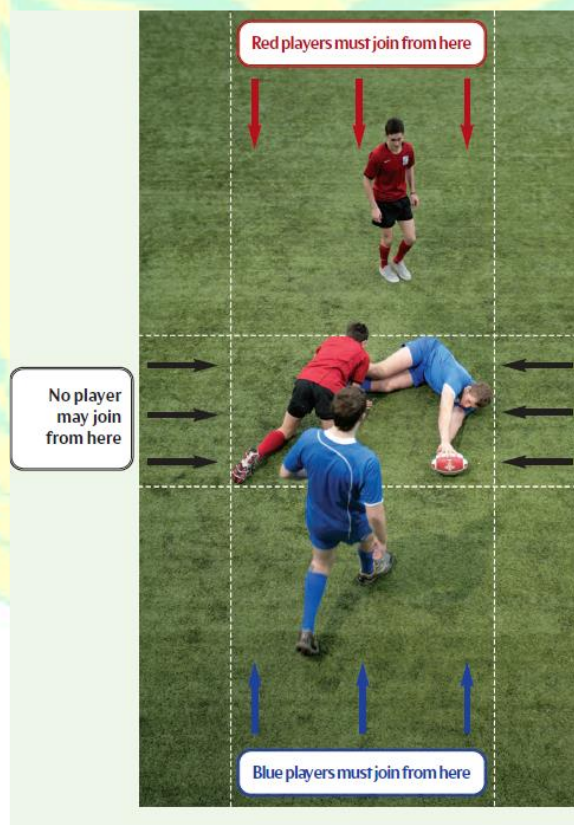 Red players must join from here
No player
may join
from here
Blue players must join from here